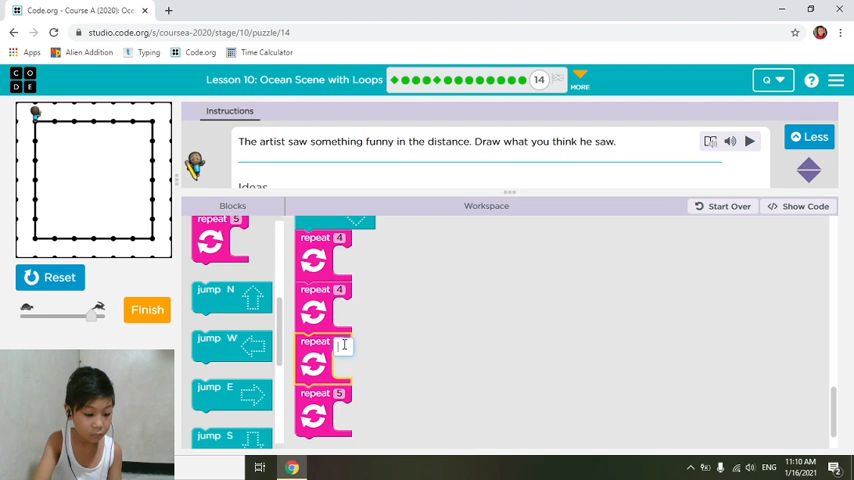 Code.org - Course A (2020): Oce
studio.code.org/s/coursea-2020/stage/10/puzzle/14
Apps
Alien Addition
Typing
Code.org
Time Calculator
C O
D E
Lesson 10: Ocean Scene with Loops
14
MORE
Q
Instructions
The artist saw something funny in the distance. Draw what you think he saw.
Ideas
Less
Blocks
Workspace
Start Over
Show Code
Reset
Finish
repeat 5
jump N
jump W
jump E
jump S
repeat 4
repeat 4
repeat
repeat 5
ENG
11:10 AM
1/16/2021
2